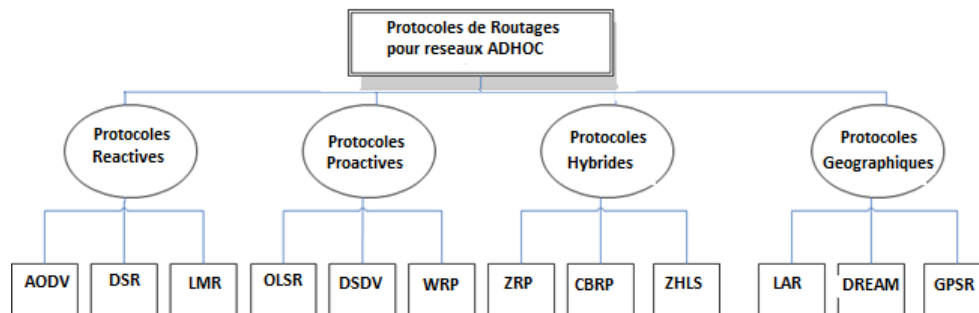 Protocoles de Routages
pour reseaux ADHOC
Protocoles
Reactives
Protocoles
Proactives
Protocoles
Hybrides
Protocoles
Geographiques
AODV
DSR
LMR
OLSR
DSDV
WRP
ZRP
CBRP
ZHLS
LAR
DREAM
GPSR